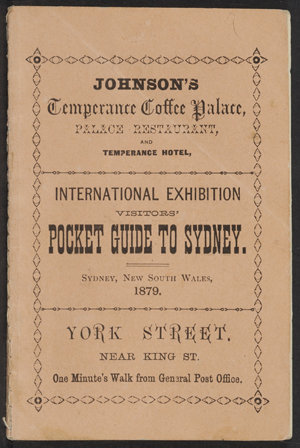 JOHNSON'S
Temperance Coffee Palace,
PALACE RESTAURANT,
AND
TEMPERANCE HOTEL,
INTERNATIONAL EXHIBITION
VISITORS'
POCKET GUIDE TO SYDNEY.
SYDNEY, NEW SOUTH WALES,
1879.
YORK STREET,
NEAR KING ST.
One Minute's Walk from General Post Office.